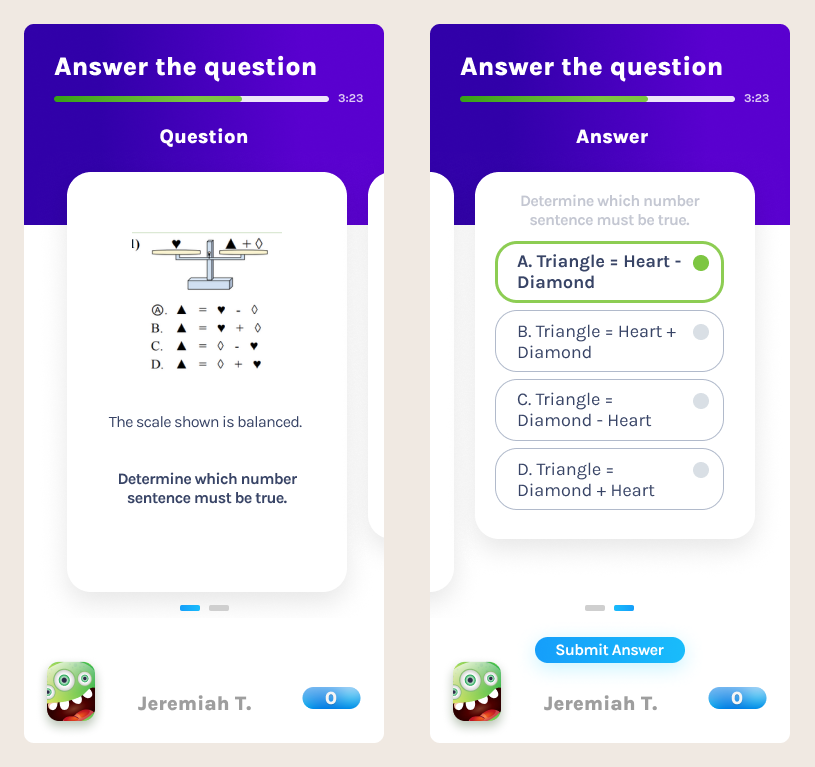 Answer the question
3:23
Question
1) ♥ ▲ + ◊
Ⓐ. ▲ = ♥ - ◊
B. ▲ = ♥ + ◊
C. ▲ = ◊ - ♥
D. ▲ = ◊ + ♥
The scale shown is balanced.
Determine which number
sentence must be true.
Jeremiah T.
0
Answer the question
3:23
Answer
Determine which number
sentence must be true.
A. Triangle = Heart -
Diamond
B. Triangle = Heart +
Diamond
C. Triangle =
Diamond - Heart
D. Triangle =
Diamond + Heart
Submit Answer
Jeremiah T.
0